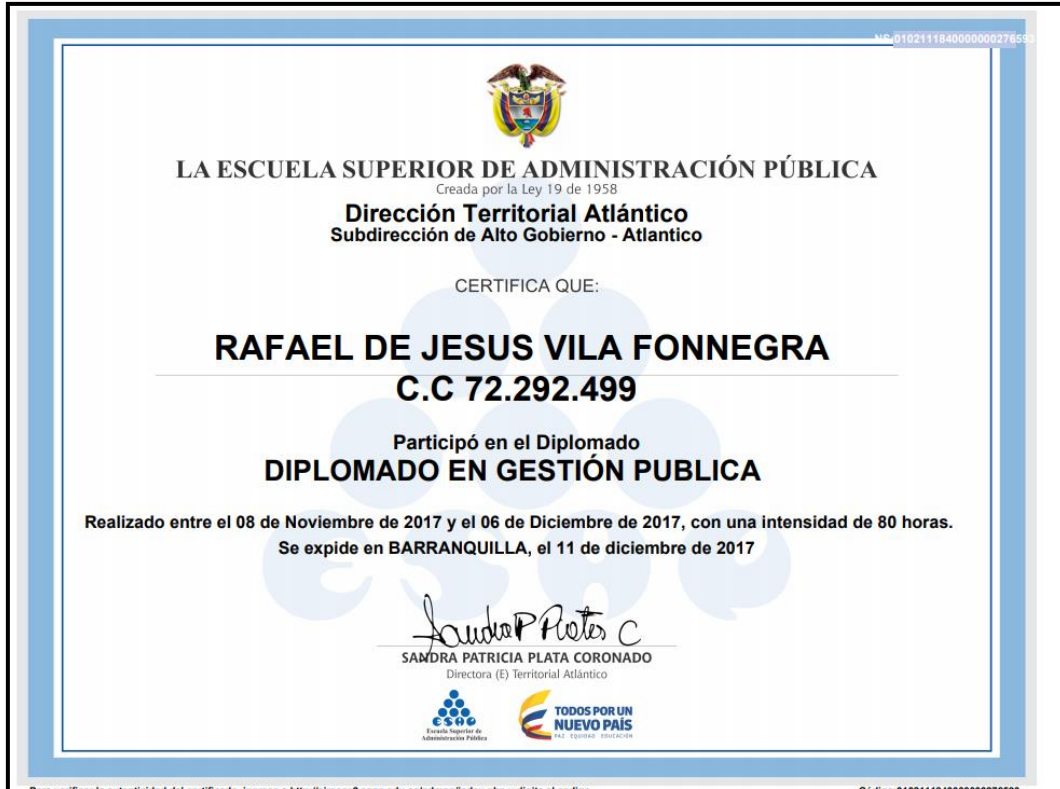 NS:0102111840000000276593
LA ESCUELA SUPERIOR DE ADMINISTRACIÓN PÚBLICA
Creada por la Ley 19 de 1958
Dirección Territorial Atlántico
Subdirección de Alto Gobierno - Atlantico
CERTIFICA QUE:
RAFAEL DE JESUS VILA FONNEGRA
C.C 72.292.499
Participó en el Diplomado
DIPLOMADO EN GESTIÓN PUBLICA
Realizado entre el 08 de Noviembre de 2017 y el 06 de Diciembre de 2017, con una intensidad de 80 horas.
Se expide en BARRANQUILLA, el 11 de diciembre de 2017
SANDRA PATRICIA PLATA CORONADO
Directora (E) Territorial Atlántico
esap
Escuela Superior de
Administración Pública
TODOS POR UN
NUEVO PAÍS
PAZ EQUIDAD EDUCACIÓN